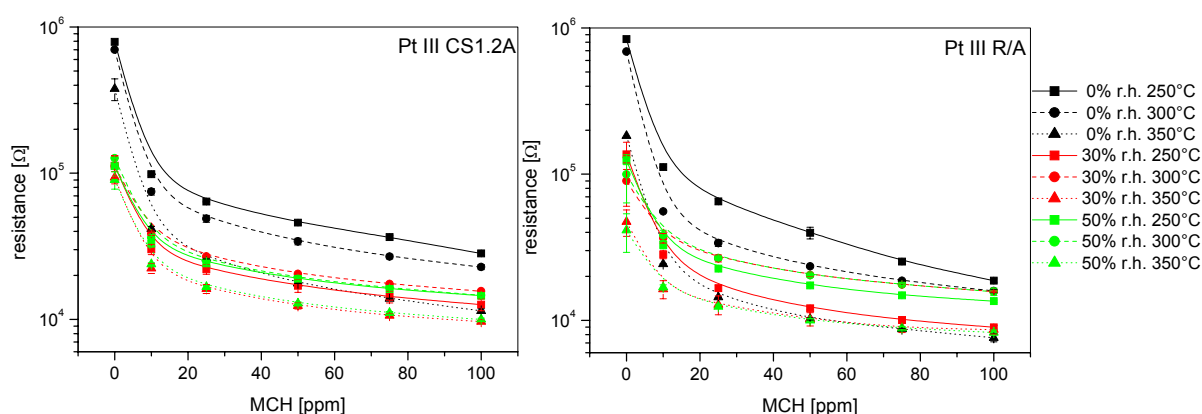 Pt III CS1.2A
resistance [Ω]
10^6
10^5
10^4
0 20 40 60 80 100
MCH [ppm]
Pt III R/A
resistance [Ω]
10^6
10^5
10^4
0 20 40 60 80 100
MCH [ppm]
0% r.h. 250°C
0% r.h. 300°C
0% r.h. 350°C
30% r.h. 250°C
30% r.h. 300°C
30% r.h. 350°C
50% r.h. 250°C
50% r.h. 300°C
50% r.h. 350°C